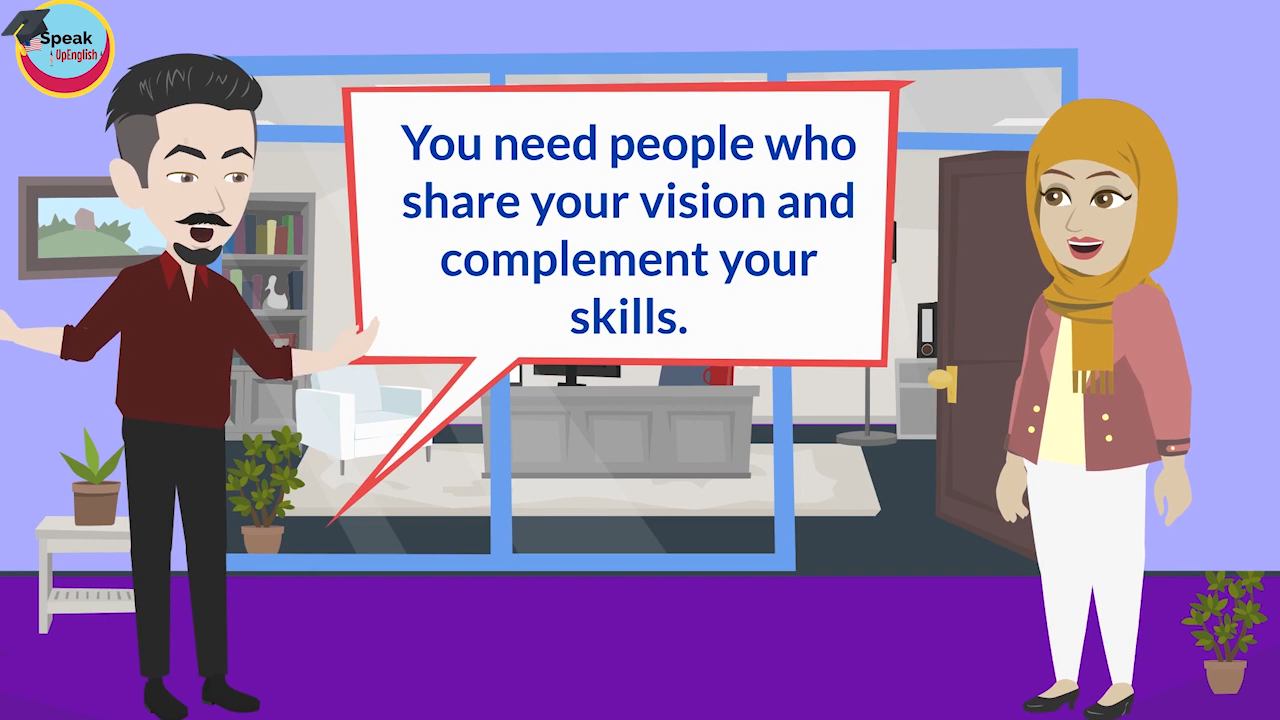 Speak
UpEnglish
You need people who
share your vision and
complement your
skills.